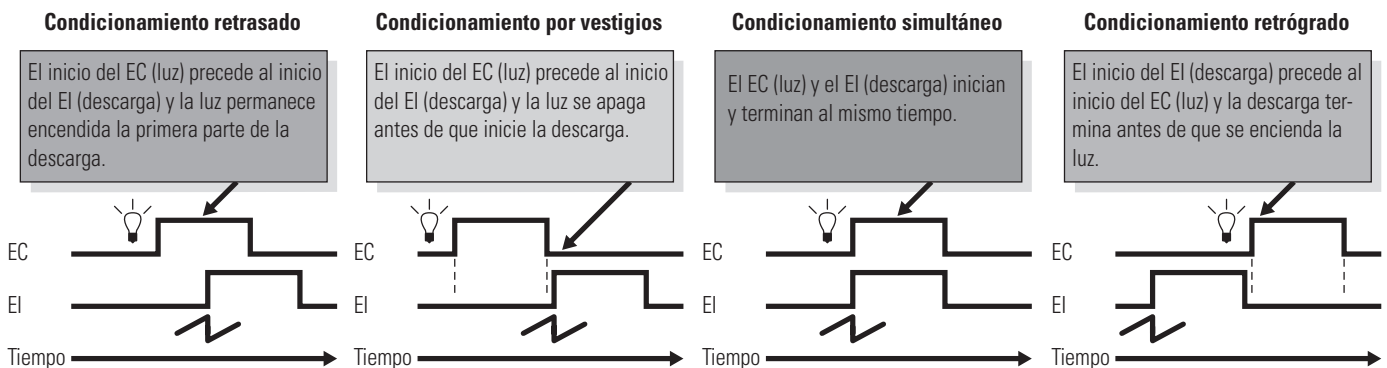 Condicionamiento retrasado
El inicio del EC (luz) precede al inicio
del EI (descarga) y la luz permanece
encendida la primera parte de la
descarga.
EC
EI
Tiempo
Condicionamiento por vestigios
El inicio del EC (luz) precede al inicio
del EI (descarga) y la luz se apaga
antes de que inicie la descarga.
EC
EI
Tiempo
Condicionamiento simultáneo
El EC (luz) y el EI (descarga) inician
y terminan al mismo tiempo.
EC
EI
Tiempo
Condicionamiento retrógrado
El inicio del EI (descarga) precede al
inicio del EC (luz) y la descarga ter-
mina antes de que se encienda la
luz.
EC
EI
Tiempo